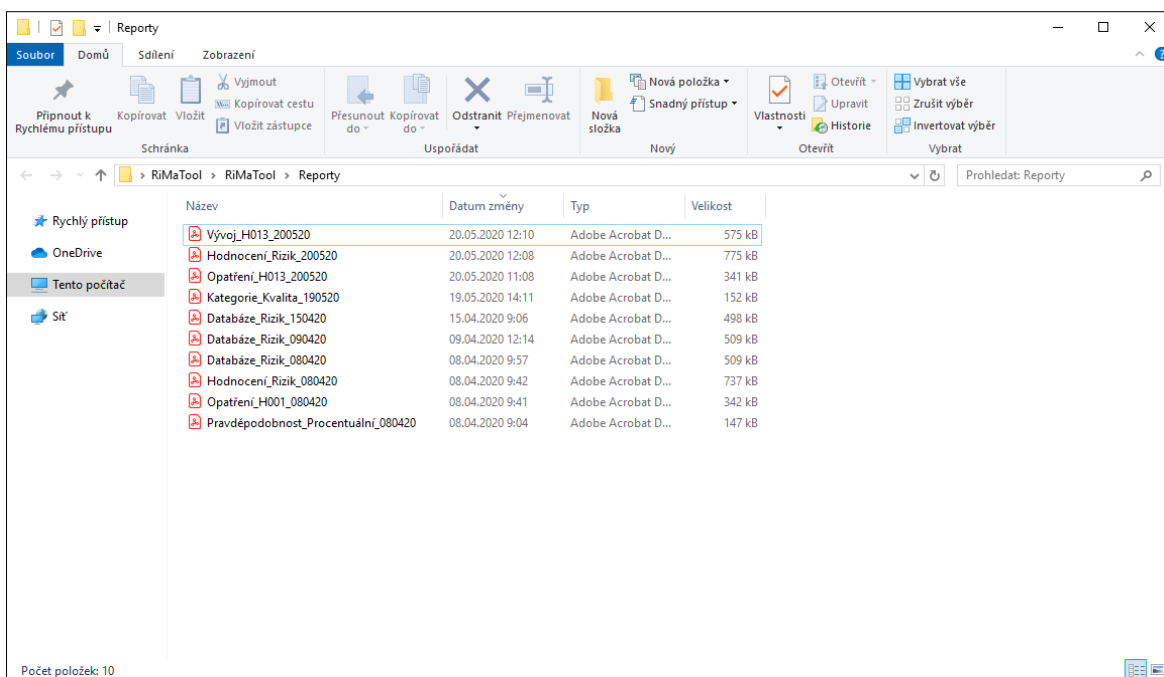 Reporty
Soubor Domů Sdílení Zobrazení
Připnout k Rychlému přístupu
Kopírovat
Vložit
Vyjmout
Kopírovat cestu
Vložit zástupce
Schránka
Přesunout do
Kopírovat do
Odstranit
Přejmenovat
Uspořádat
Nová složka
Nová položka
Snadný přístup
Nový
Vlastnosti
Otevřít
Upravit
Historie
Otevřít
Vybrat vše
Zrušit výběr
Invertovat výběr
Vybrat
RiMaTool > RiMaTool > Reporty
Prohledat: Reporty
Rychlý přístup
OneDrive
Tento počítač
Síť
Název Datum změny Typ Velikost
Vývoj_H013_200520 20.05.2020 12:10 Adobe Acrobat D... 575 kB
Hodnocení_Rizik_200520 20.05.2020 12:08 Adobe Acrobat D... 775 kB
Opatření_H013_200520 20.05.2020 11:08 Adobe Acrobat D... 341 kB
Kategorie_Kvalita_190520 19.05.2020 14:11 Adobe Acrobat D... 152 kB
Databáze_Rizik_150420 15.04.2020 9:06 Adobe Acrobat D... 498 kB
Databáze_Rizik_090420 09.04.2020 12:14 Adobe Acrobat D... 509 kB
Databáze_Rizik_080420 08.04.2020 9:57 Adobe Acrobat D... 509 kB
Hodnocení_Rizik_080420 08.04.2020 9:42 Adobe Acrobat D... 737 kB
Opatření_H001_080420 08.04.2020 9:41 Adobe Acrobat D... 342 kB
Pravděpodobnost_Procentuální_080420 08.04.2020 9:04 Adobe Acrobat D... 147 kB
Počet položek: 10